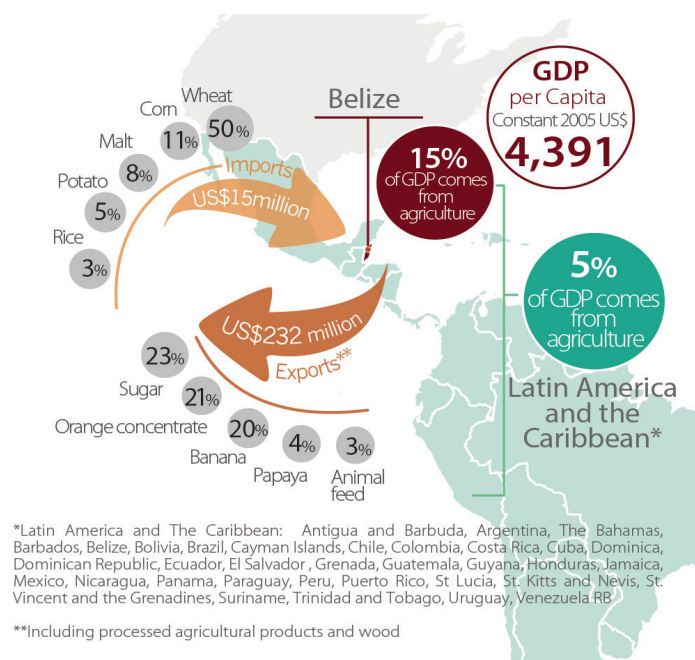 GDP
per Capita
Constant 2005 US$
4,391
Belize
15%
of GDP comes
from
agriculture
Wheat
50%
Corn
11%
Malt
8%
Potato
5%
Rice
3%
Imports
US$15million
US$232 million
Exports**
23%
Sugar
21%
Orange concentrate
20%
Banana
4%
Papaya
3%
Animal
feed
5%
of GDP comes
from
agriculture
Latin America
and the
Caribbean*
*Latin America and The Caribbean: Antigua and Barbuda, Argentina, The Bahamas,
Barbados, Belize, Bolivia, Brazil, Cayman Islands, Chile, Colombia, Costa Rica, Cuba, Dominica,
Dominican Republic, Ecuador, El Salvador , Grenada, Guatemala, Guyana, Honduras, Jamaica,
Mexico, Nicaragua, Panama, Paraguay, Peru, Puerto Rico, St Lucia, St. Kitts and Nevis, St.
Vincent and the Grenadines, Suriname, Trinidad and Tobago, Uruguay, Venezuela RB
**Including processed agricultural products and wood